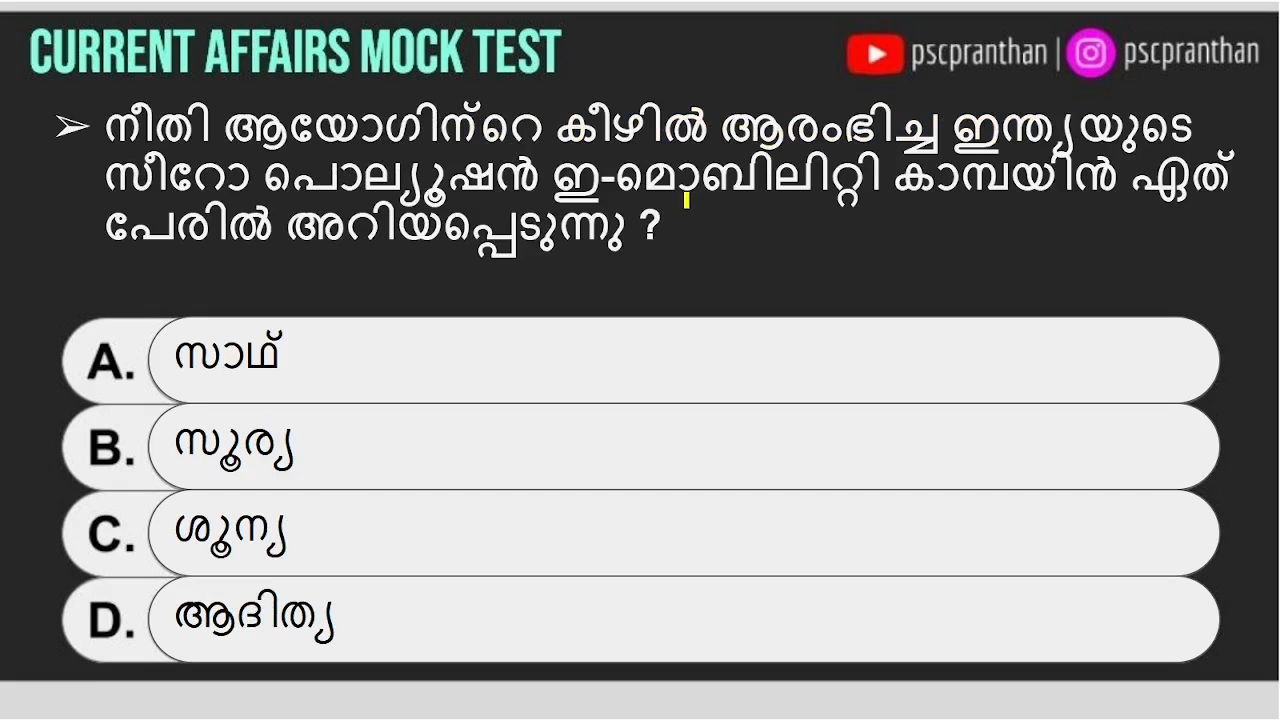 CURRENT AFFAIRS MOCK TEST
pscpranthan | pscpranthan
➢ നീതി ആയോഗിന്റെ കീഴിൽ ആരംഭിച്ച ഇന്ത്യയുടെ
സീറോ പൊല്യൂഷൻ ഇ-മൊബിലിറ്റി കാമ്പയിൻ ഏത്
പേരിൽ അറിയപ്പെടുന്നു ?
A. സാഥ്
B. സൂര്യ
C. ശൂന്യ
D. ആദിത്യ